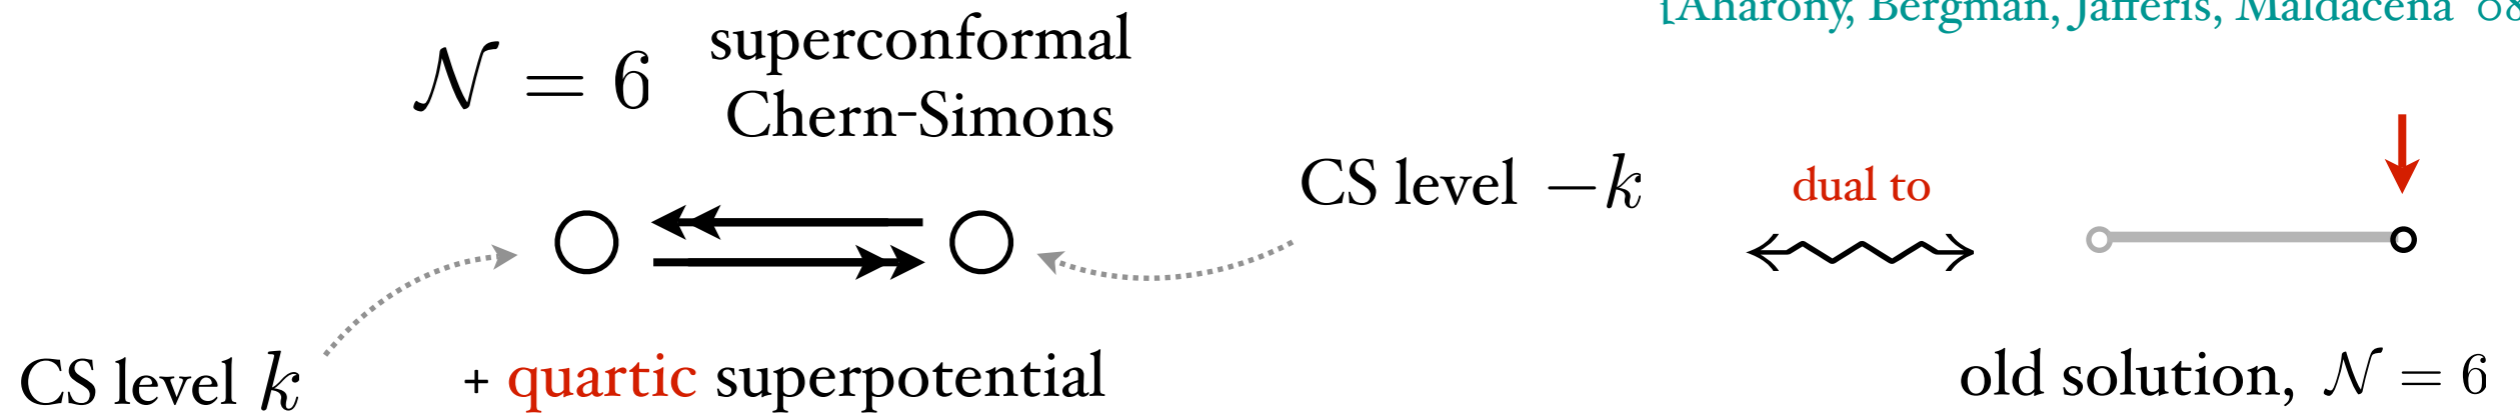 [Aharony, Bergman, Jafferis, Maldacena '08
𝒩 = 6 superconformal
Chern-Simons
CS level −k
dual to
CS level k
+ quartic superpotential
old solution, 𝒩 = 6